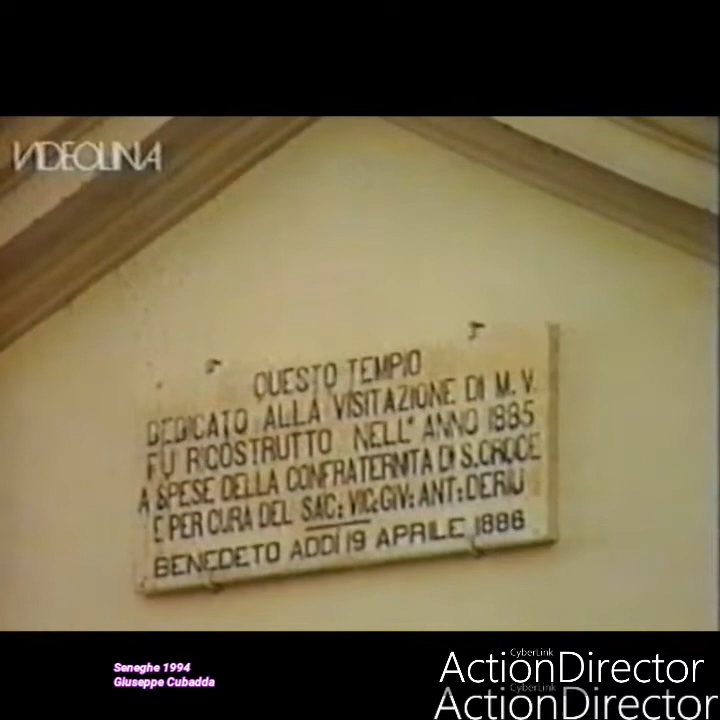 VIDEOLINA
QUESTO TEMPIO
DEDICATO ALLA VISITAZIONE DI M. V.
FU RICOSTRUTTO NELL' ANNO 1885
A SPESE DELLA CONFRATERNITA DI S. CROCE
E PER CURA DEL SAC: VIC: GIV: ANT: DERIU
BENEDETO ADDI 19 APRILE 1886
Seneghe 1994
Giuseppe Cubadda
CyberLink
ActionDirector
CyberLink
ActionDirector